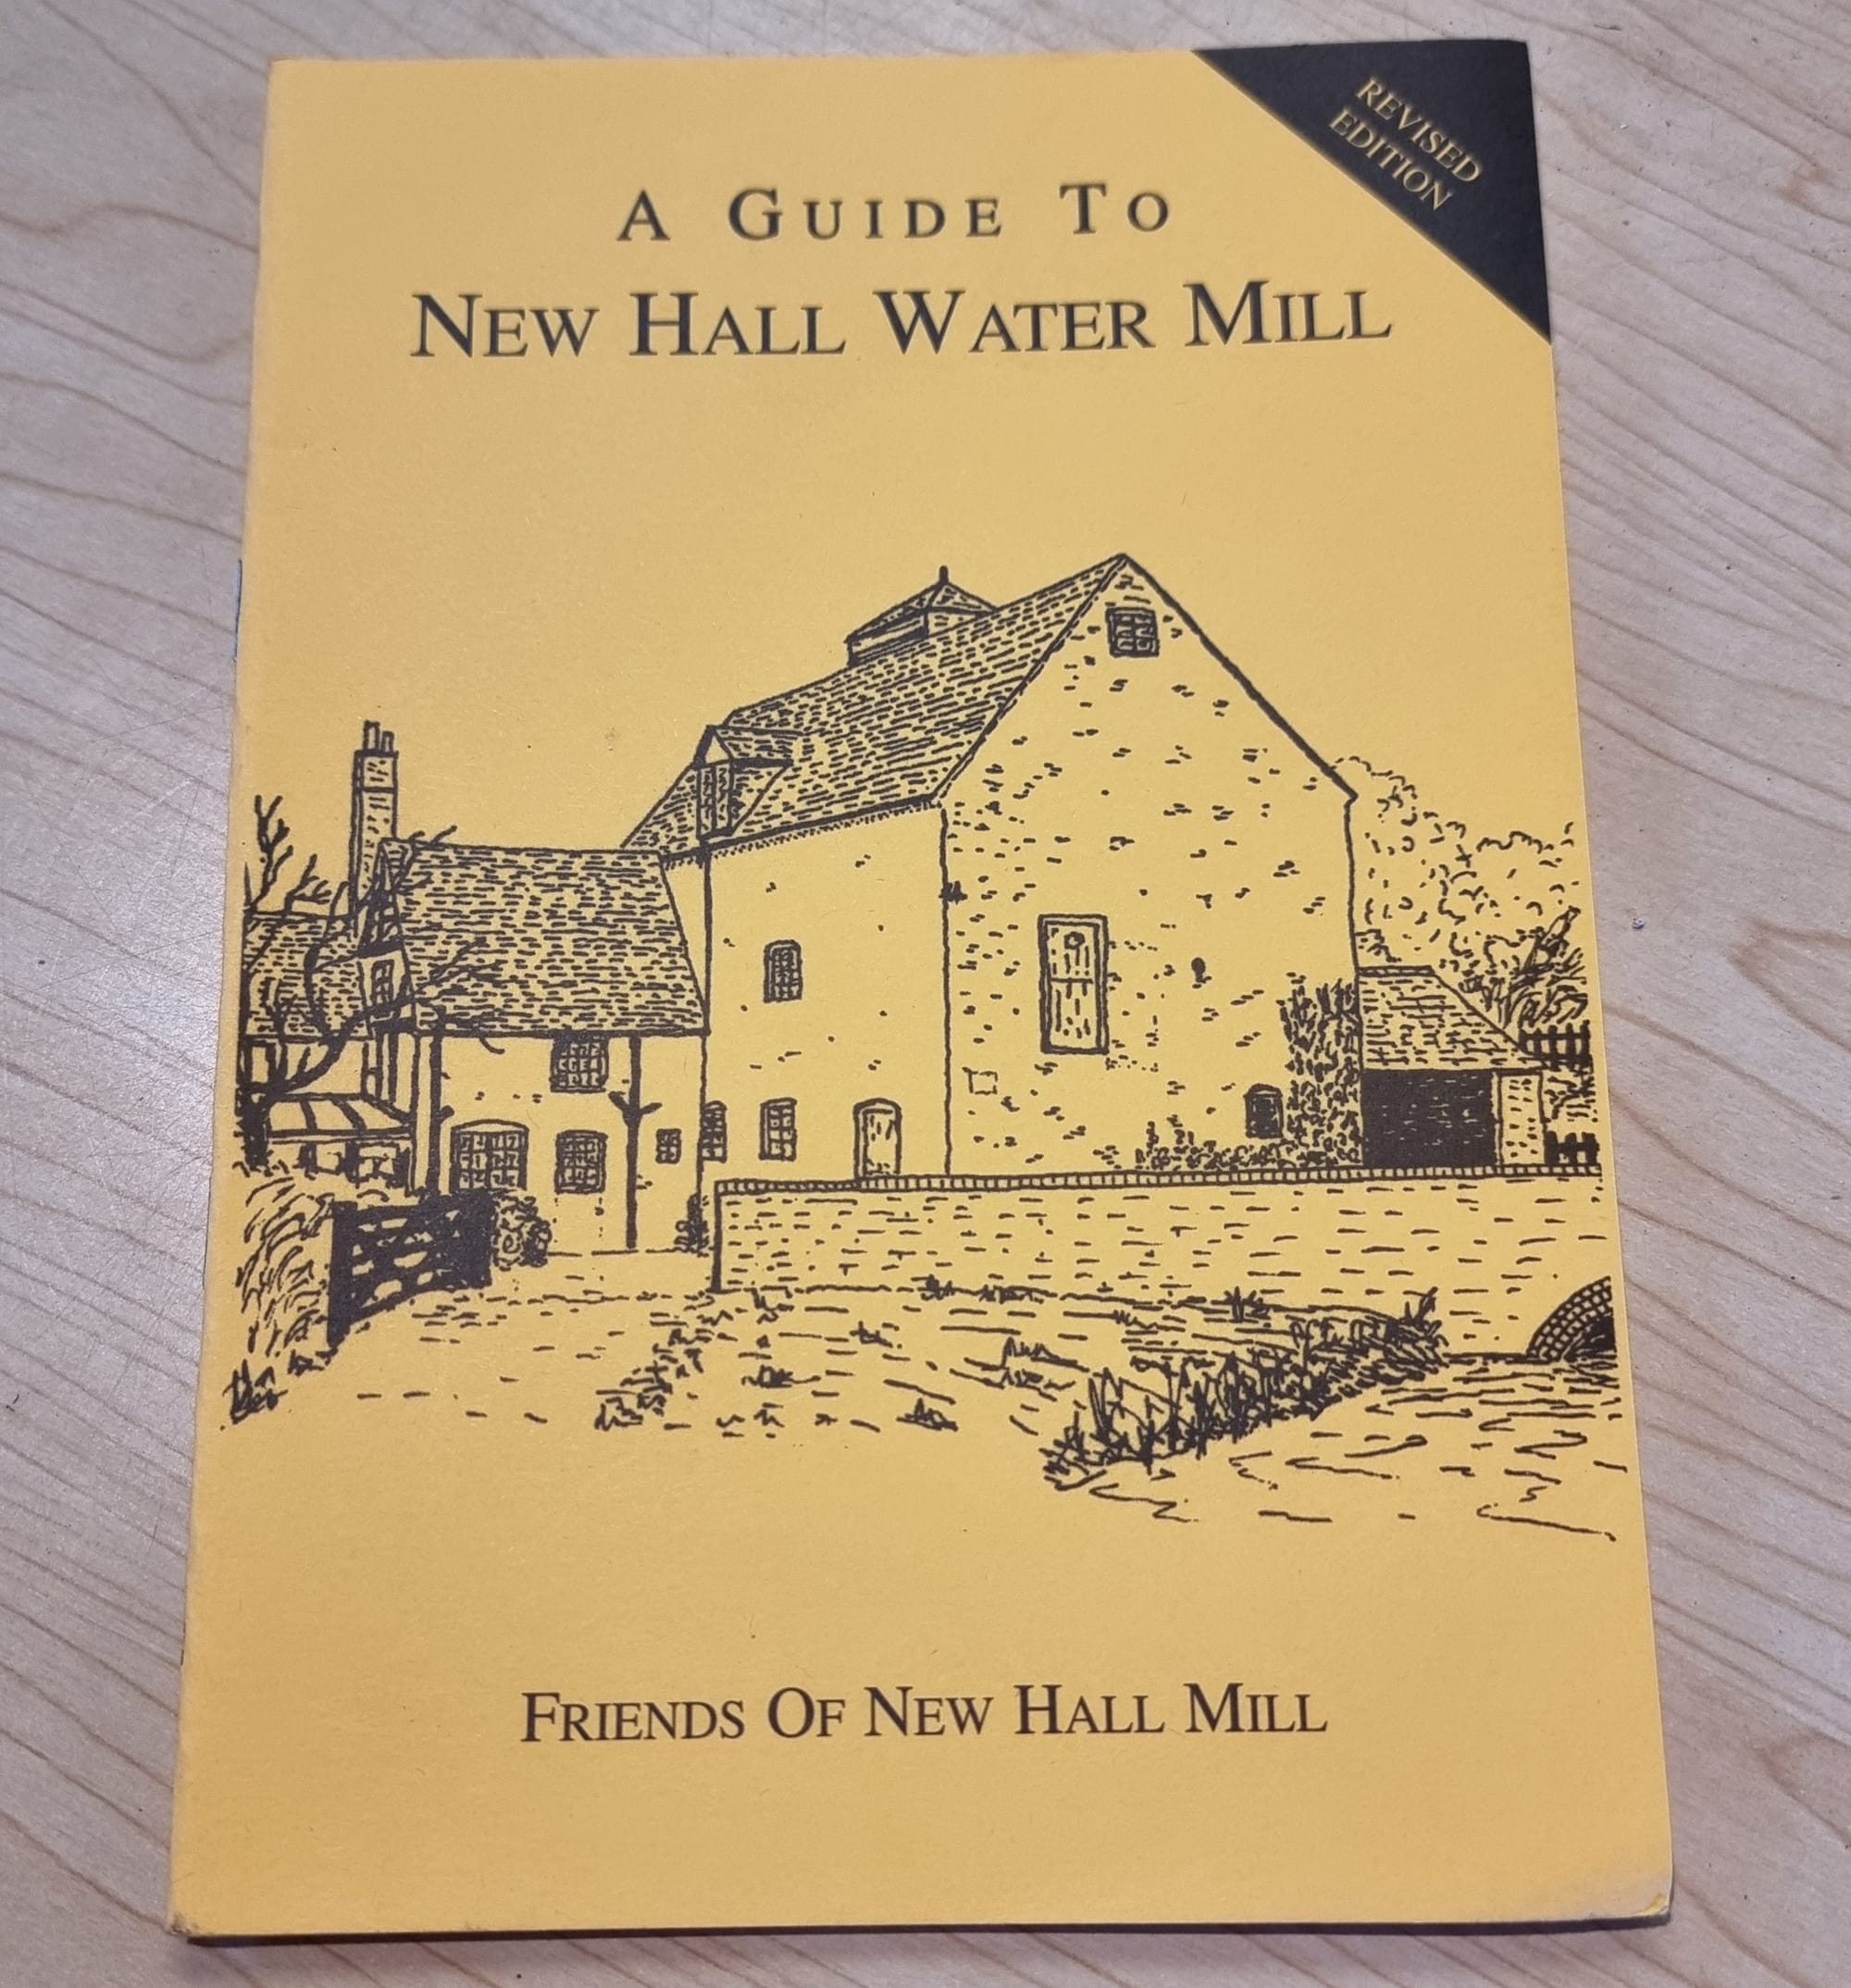 REVISED
EDITION
A GUIDE TO
NEW HALL WATER MILL
FRIENDS OF NEW HALL MILL